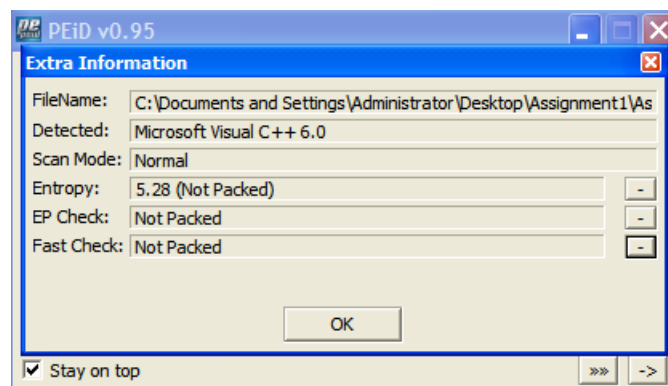 PEiD v0.95
Extra Information
FileName: C:\Documents and Settings\Administrator\Desktop\Assignment1\As
Detected: Microsoft Visual C++ 6.0
Scan Mode: Normal
Entropy: 5.28 (Not Packed) -
EP Check: Not Packed -
Fast Check: Not Packed -
OK
Stay on top »» ->